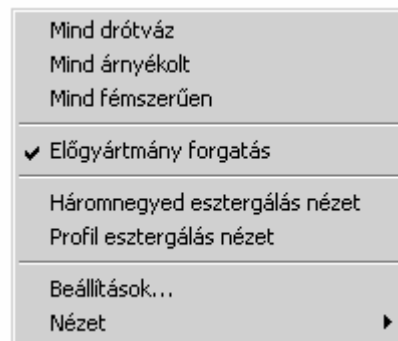 Mind drótváz
Mind árnyékolt
Mind fémszerűen
Előgyártmány forgatás
Háromnegyed esztergálás nézet
Profil esztergálás nézet
Beállítások...
Nézet